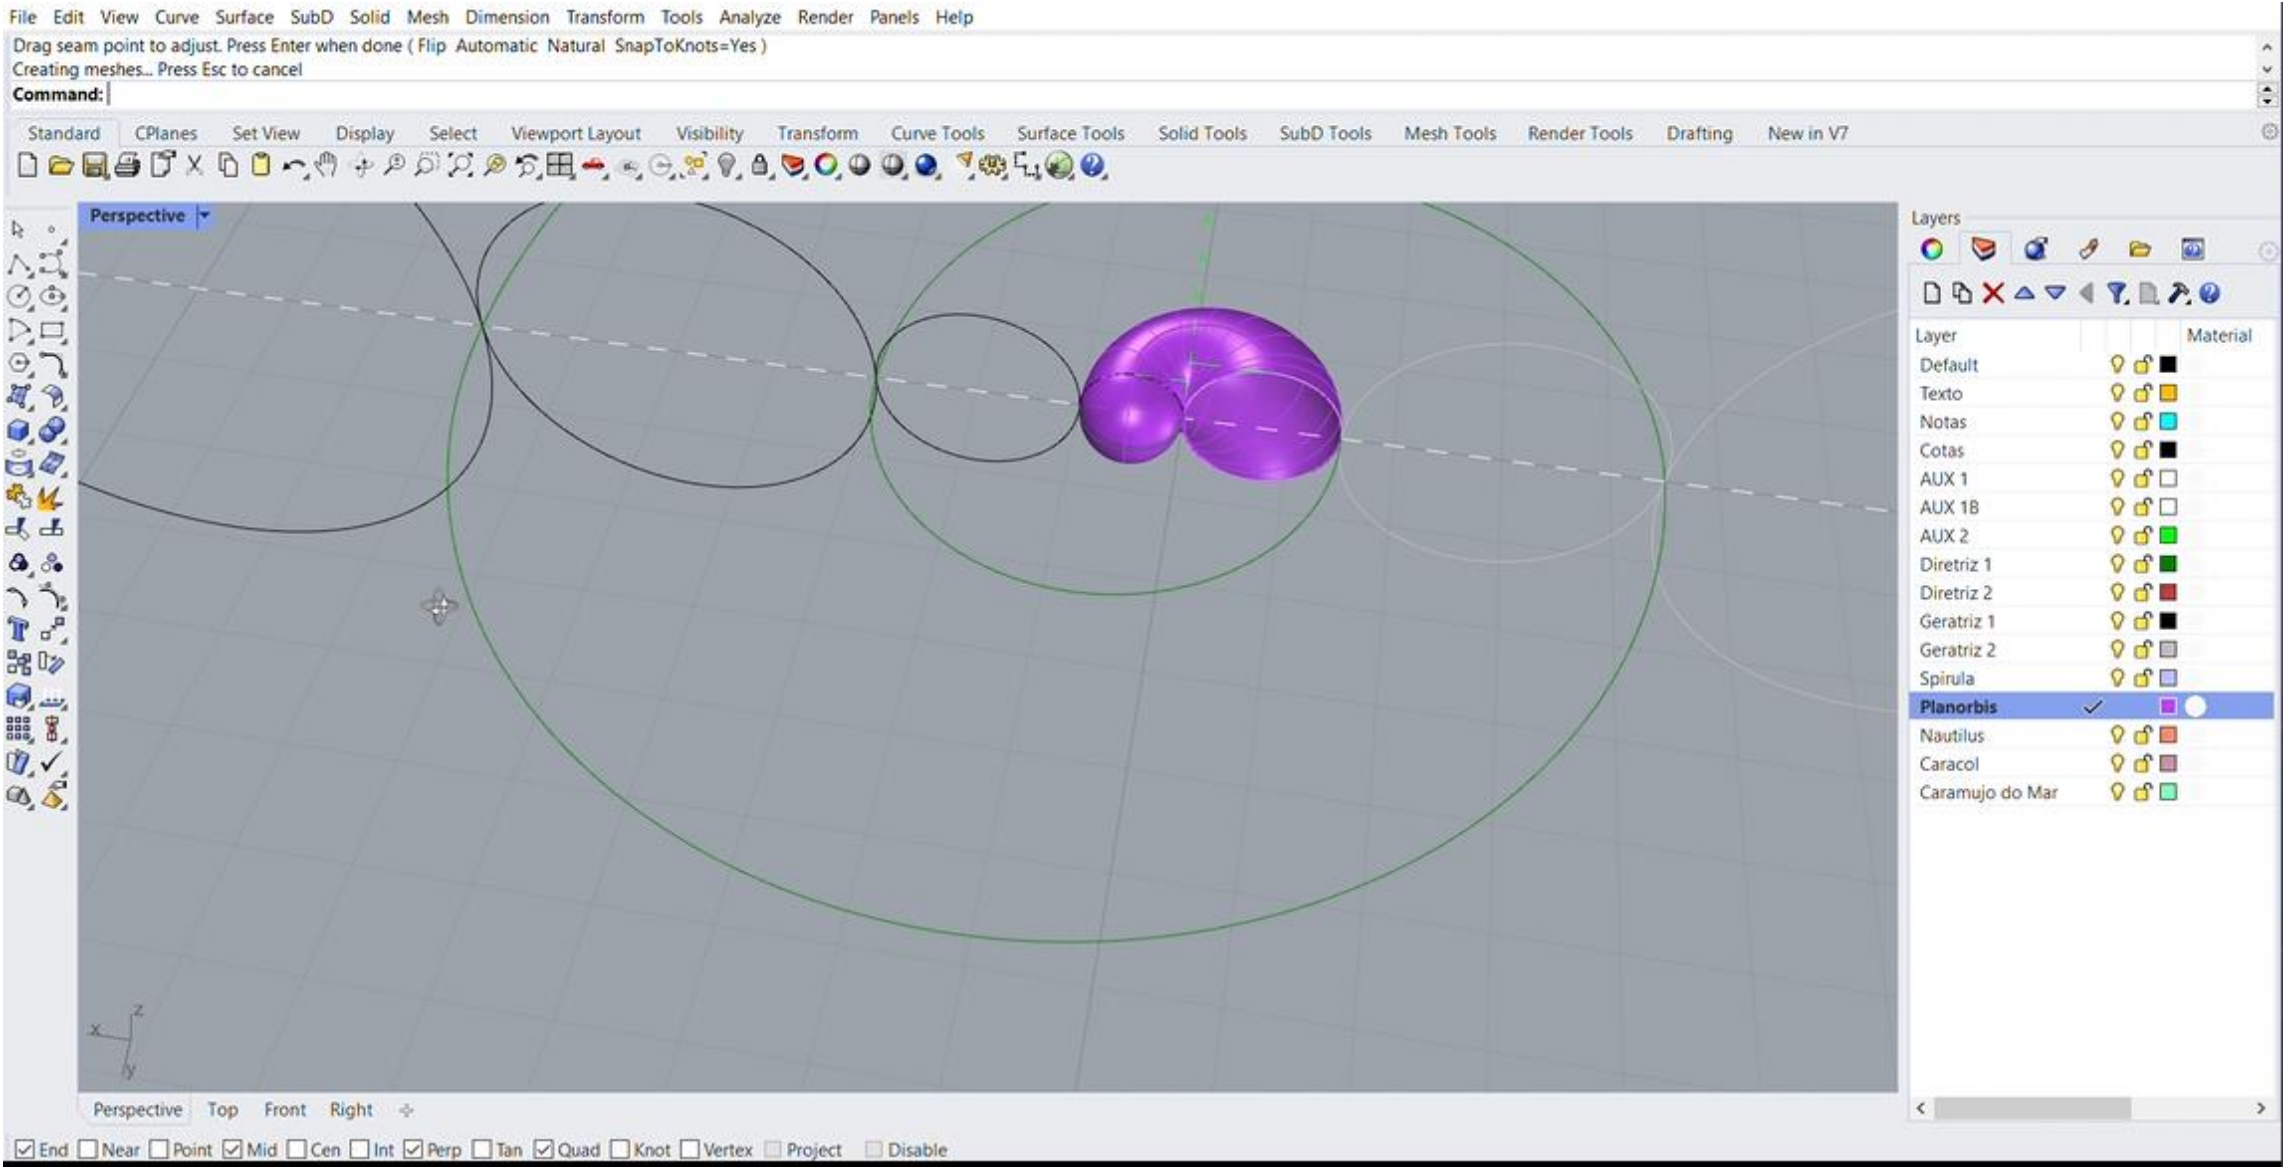 File Edit View Curve Surface SubD Solid Mesh Dimension Transform Tools Analyze Render Panels Help
Drag seam point to adjust. Press Enter when done ( Flip Automatic Natural SnapToKnots=Yes )
Creating meshes... Press Esc to cancel
Command:
Standard CPlanes Set View Display Select Viewport Layout Visibility Transform Curve Tools Surface Tools Solid Tools SubD Tools Mesh Tools Render Tools Drafting New in V7
Perspective
Layers
Layer Material
Default
Texto
Notas
Cotas
AUX 1
AUX 1B
AUX 2
Diretriz 1
Diretriz 2
Geratriz 1
Geratriz 2
Spirula
Planorbis
Nautilus
Caracol
Caramujo do Mar
z
x
y
Perspective Top Front Right
End Near Point Mid Cen Int Perp Tan Quad Knot Vertex Project Disable